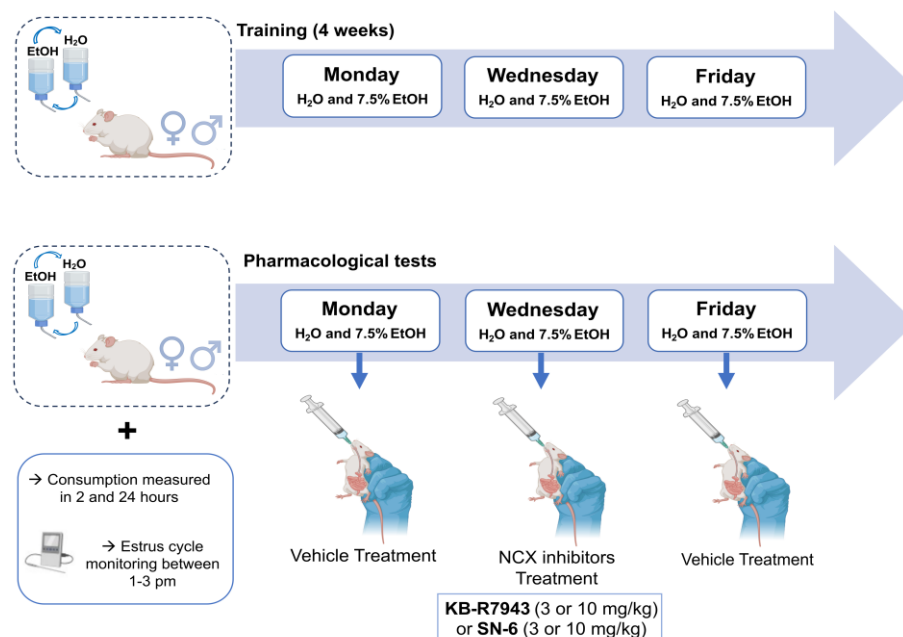 Training (4 weeks)
H₂O
EtOH
Monday
H₂O and 7.5% EtOH
Wednesday
H₂O and 7.5% EtOH
Friday
H₂O and 7.5% EtOH
Pharmacological tests
H₂O
EtOH
Monday
H₂O and 7.5% EtOH
Wednesday
H₂O and 7.5% EtOH
Friday
H₂O and 7.5% EtOH
+
→ Consumption measured
in 2 and 24 hours
→ Estrus cycle
monitoring between
1-3 pm
Vehicle Treatment
NCX inhibitors
Treatment
KB-R7943 (3 or 10 mg/kg)
or SN-6 (3 or 10 mg/kg)
Vehicle Treatment